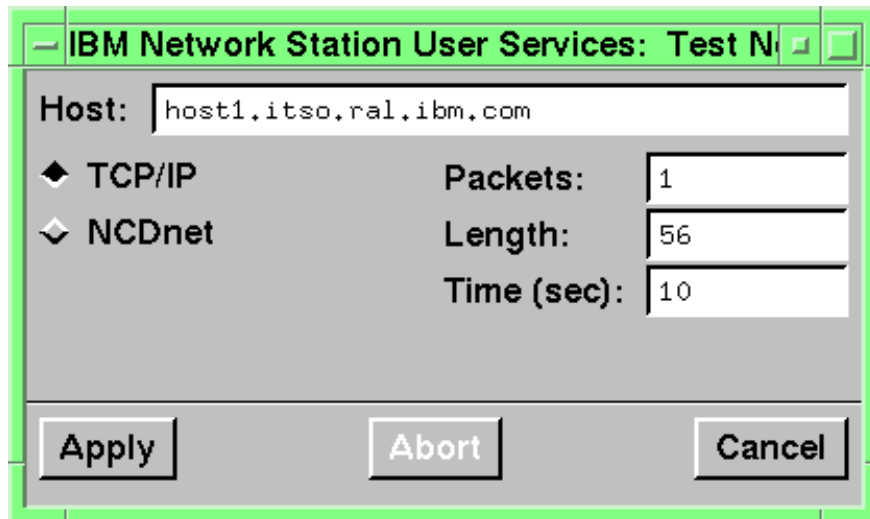 IBM Network Station User Services: Test N
Host: host1.itso.ral.ibm.com
TCP/IP Packets: 1
NCDnet Length: 56
Time (sec): 10
Apply Abort Cancel